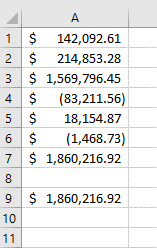 A
1 $ 142,092.61
2 $ 214,853.28
3 $ 1,569,796.45
4 $ (83,211.56)
5 $ 18,154.87
6 $ (1,468.73)
7 $ 1,860,216.92
8
9 $ 1,860,216.92
10
11